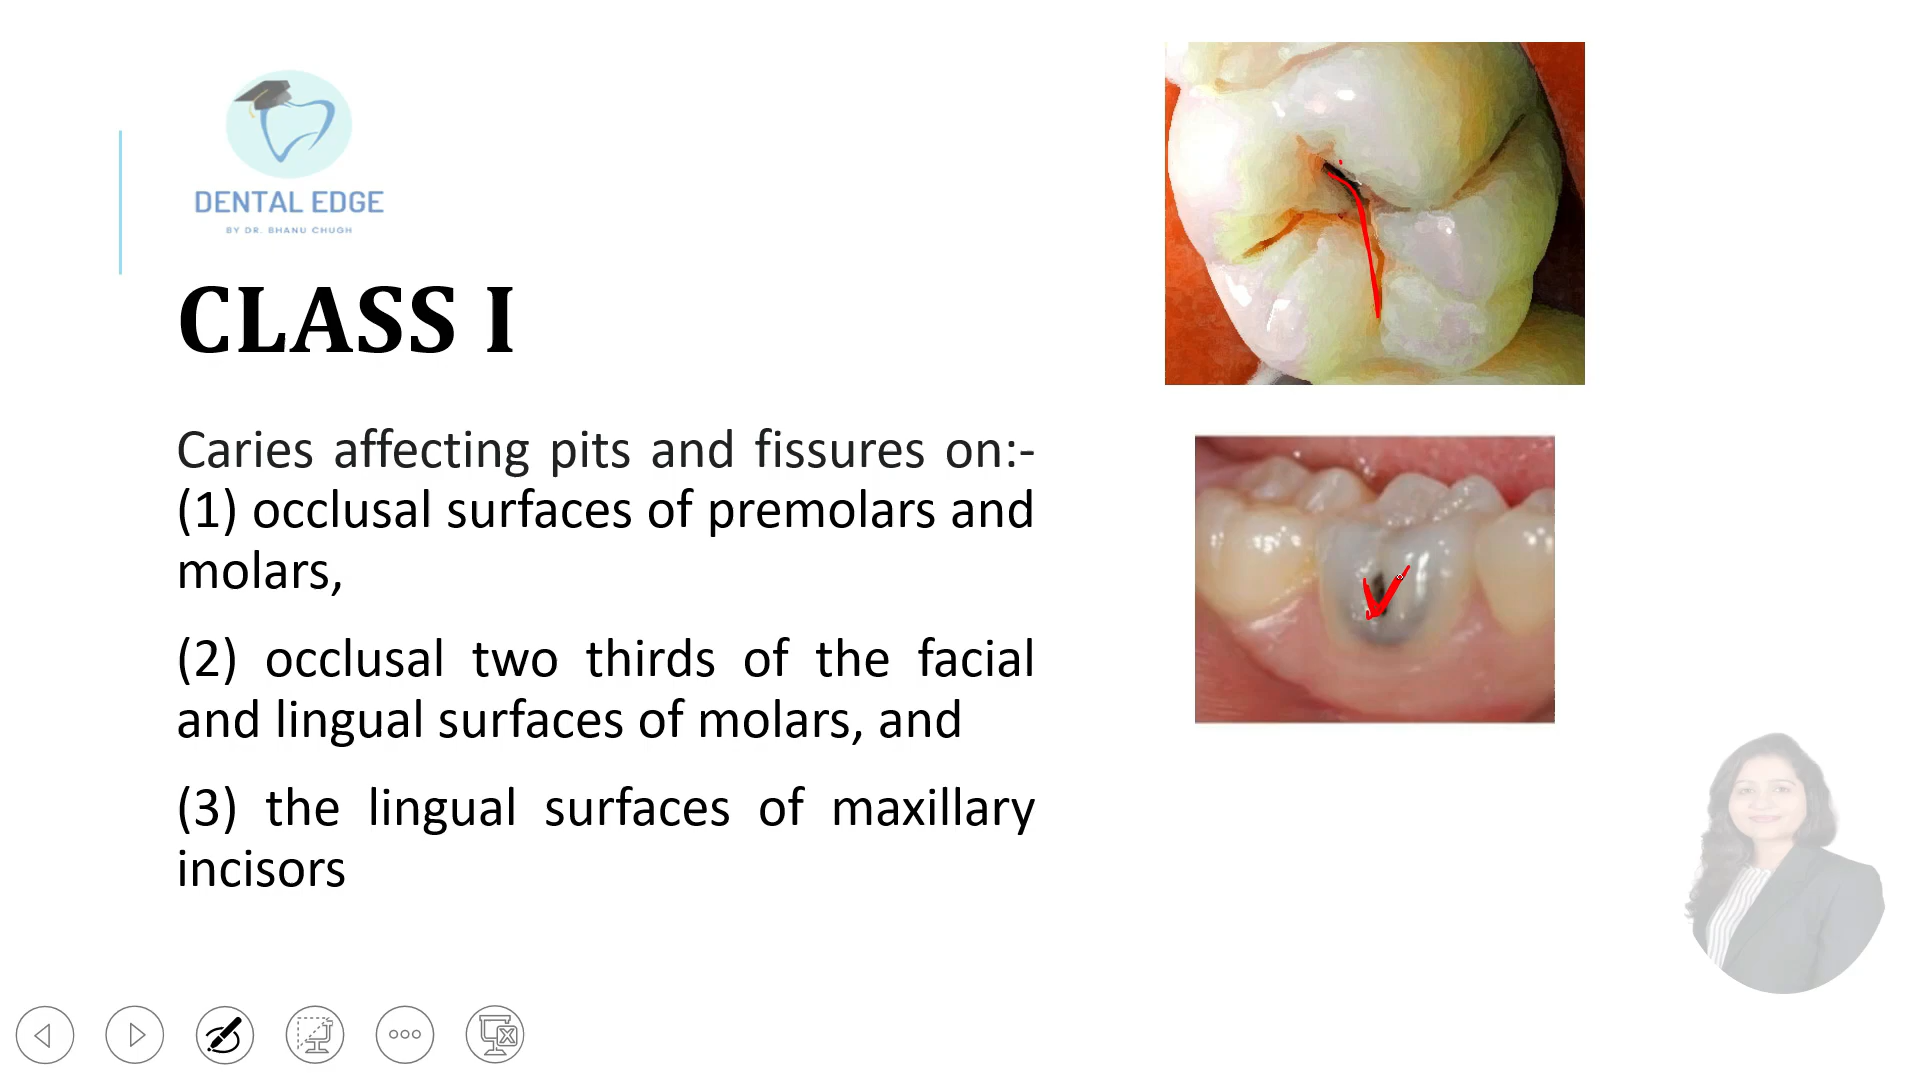 DENTAL EDGE
BY DR. BHANU CHUGH
CLASS I
Caries affecting pits and fissures on:-
(1) occlusal surfaces of premolars and
molars,
(2) occlusal two thirds of the facial
and lingual surfaces of molars, and
(3) the lingual surfaces of maxillary
incisors